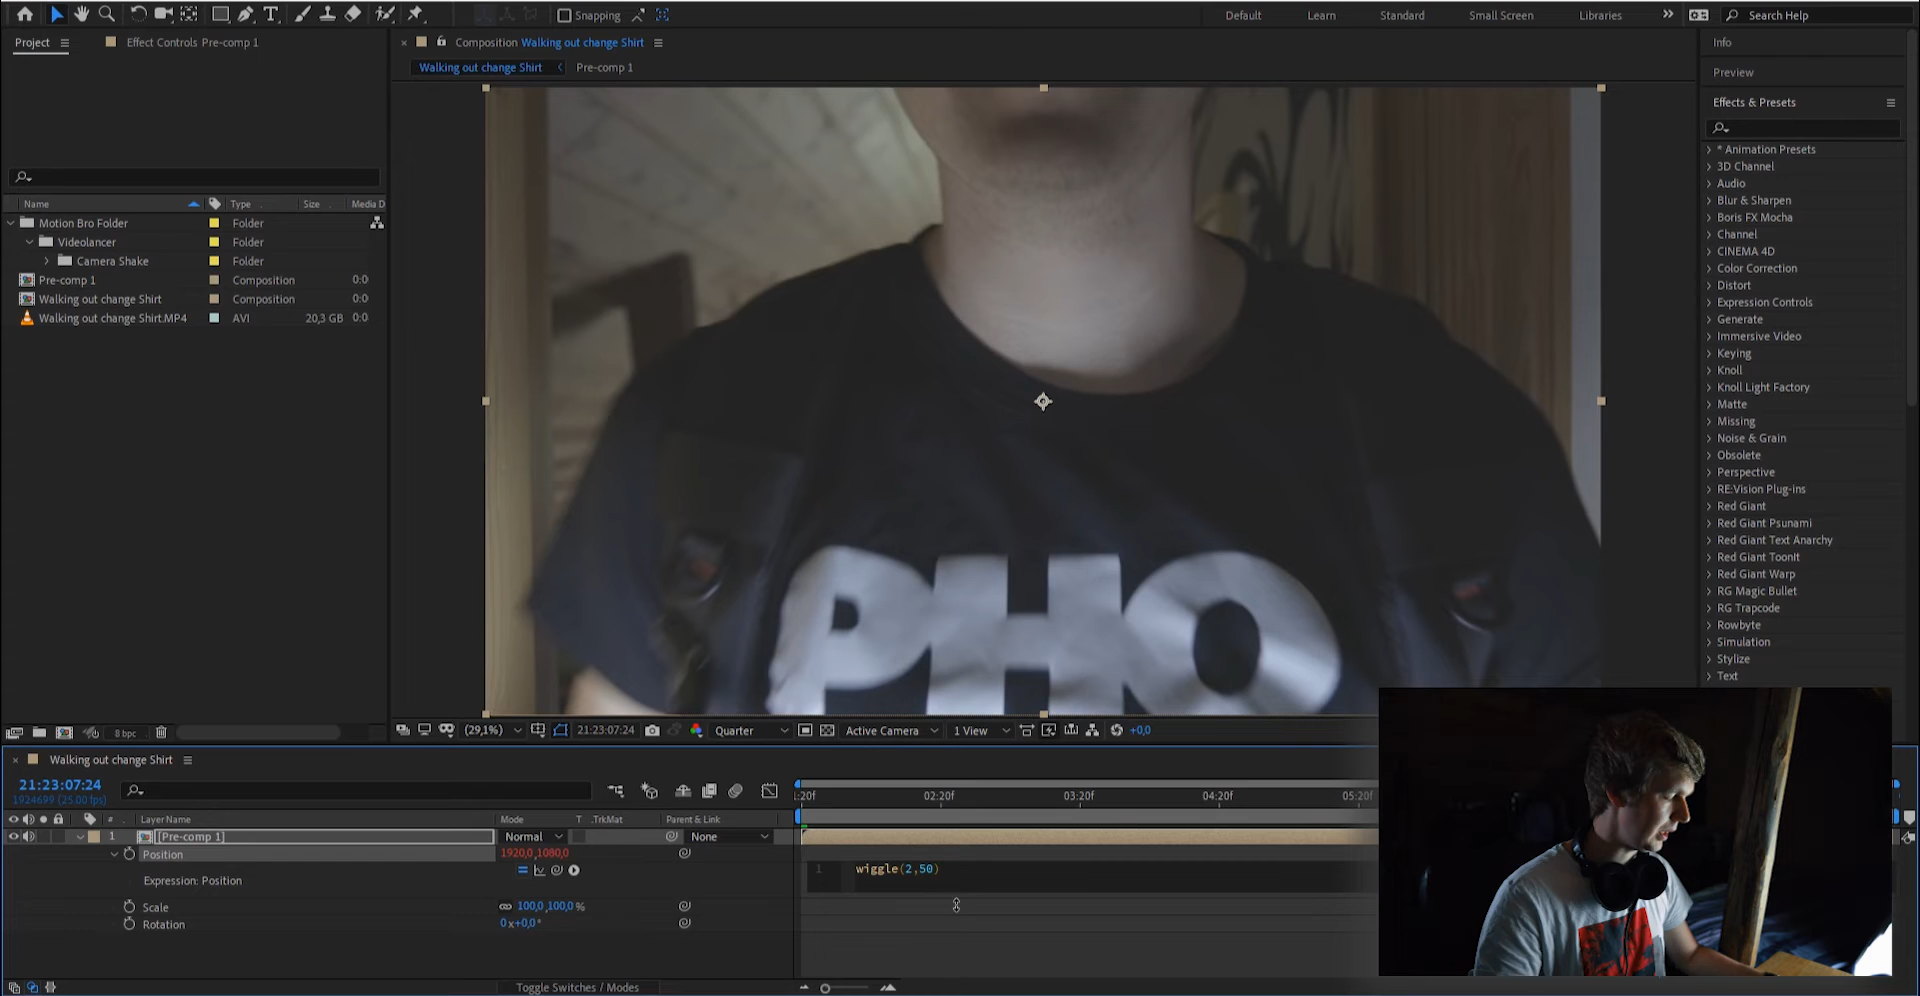 Snapping
Default
Learn
Standard
Small Screen
Libraries
Search Help
Project
Effect Controls Pre-comp 1
Composition Walking out change Shirt
Walking out change Shirt
Pre-comp 1
Name
Type
Size
Media D
Motion Bro Folder
Folder
Videolancer
Folder
Camera Shake
Folder
Pre-comp 1
Composition
0:0
Walking out change Shirt
Composition
0:0
Walking out change Shirt.MP4
AVI
20,3 GB
0:0
8 bpc
PHO
(29,1%)
21:23:07:24
Quarter
Active Camera
1 View
+0,0
Info
Preview
Effects & Presets
* Animation Presets
3D Channel
Audio
Blur & Sharpen
Boris FX Mocha
Channel
CINEMA 4D
Color Correction
Distort
Expression Controls
Generate
Immersive Video
Keying
Knoll
Knoll Light Factory
Matte
Missing
Noise & Grain
Obsolete
Perspective
RE:Vision Plug-ins
Red Giant
Red Giant Psunami
Red Giant Text Anarchy
Red Giant ToonIt
Red Giant Warp
RG Magic Bullet
RG Trapcode
Rowbyte
Simulation
Stylize
Text
Walking out change Shirt
21:23:07:24
1924699 (25.00 fps)
:20f
02:20f
03:20f
04:20f
05:20f
#
Layer Name
Mode
T
.TrkMat
Parent & Link
1
[Pre-comp 1]
Normal
None
Position
1920,0,1080,0
Expression: Position
1
wiggle(2,50)
Scale
100,0,100,0 %
Rotation
0 x+0,0°
Toggle Switches / Modes